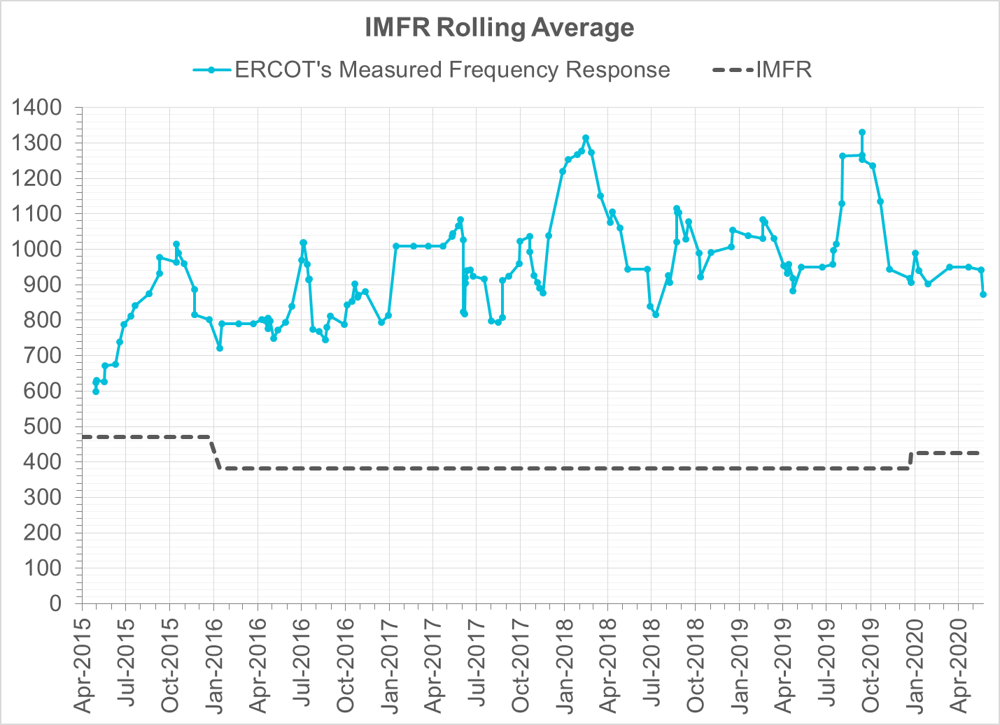 IMFR Rolling Average
ERCOT's Measured Frequency Response
IMFR
1400
1300
1200
1100
1000
900
800
700
600
500
400
300
200
100
0
Apr-2015
Jul-2015
Oct-2015
Jan-2016
Apr-2016
Jul-2016
Oct-2016
Jan-2017
Apr-2017
Jul-2017
Oct-2017
Jan-2018
Apr-2018
Jul-2018
Oct-2018
Jan-2019
Apr-2019
Jul-2019
Oct-2019
Jan-2020
Apr-2020